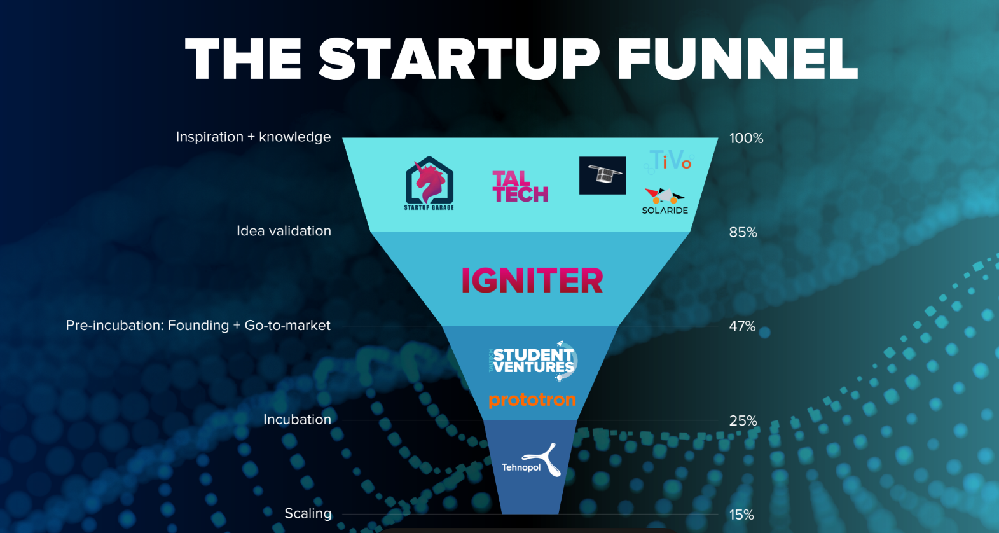 THE STARTUP FUNNEL
Inspiration + knowledge
100%
STARTUP GARAGE
TAL
TECH
TiVo
SOLARIDE
Idea validation
85%
IGNITER
Pre-incubation: Founding + Go-to-market
47%
TALTECH
STUDENT
VENTURES
prototron
Incubation
25%
Tehnopol
Scaling
15%